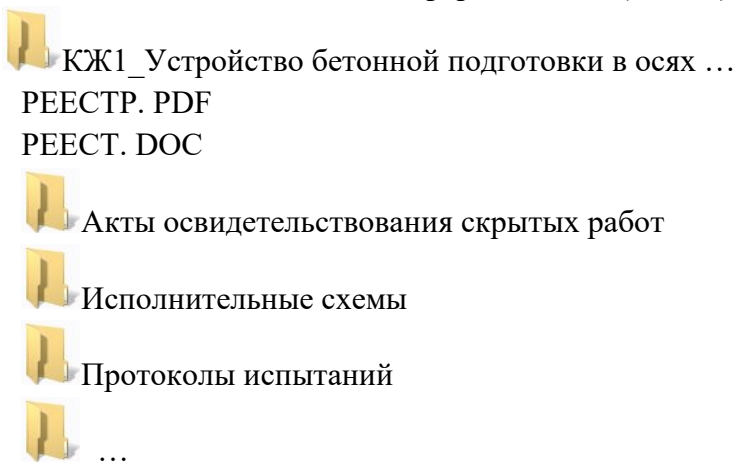 КЖ1_Устройство бетонной подготовки в осях …
РЕЕСТР. PDF
РЕЕСТ. DOC
Акты освидетельствования скрытых работ
Исполнительные схемы
Протоколы испытаний
…